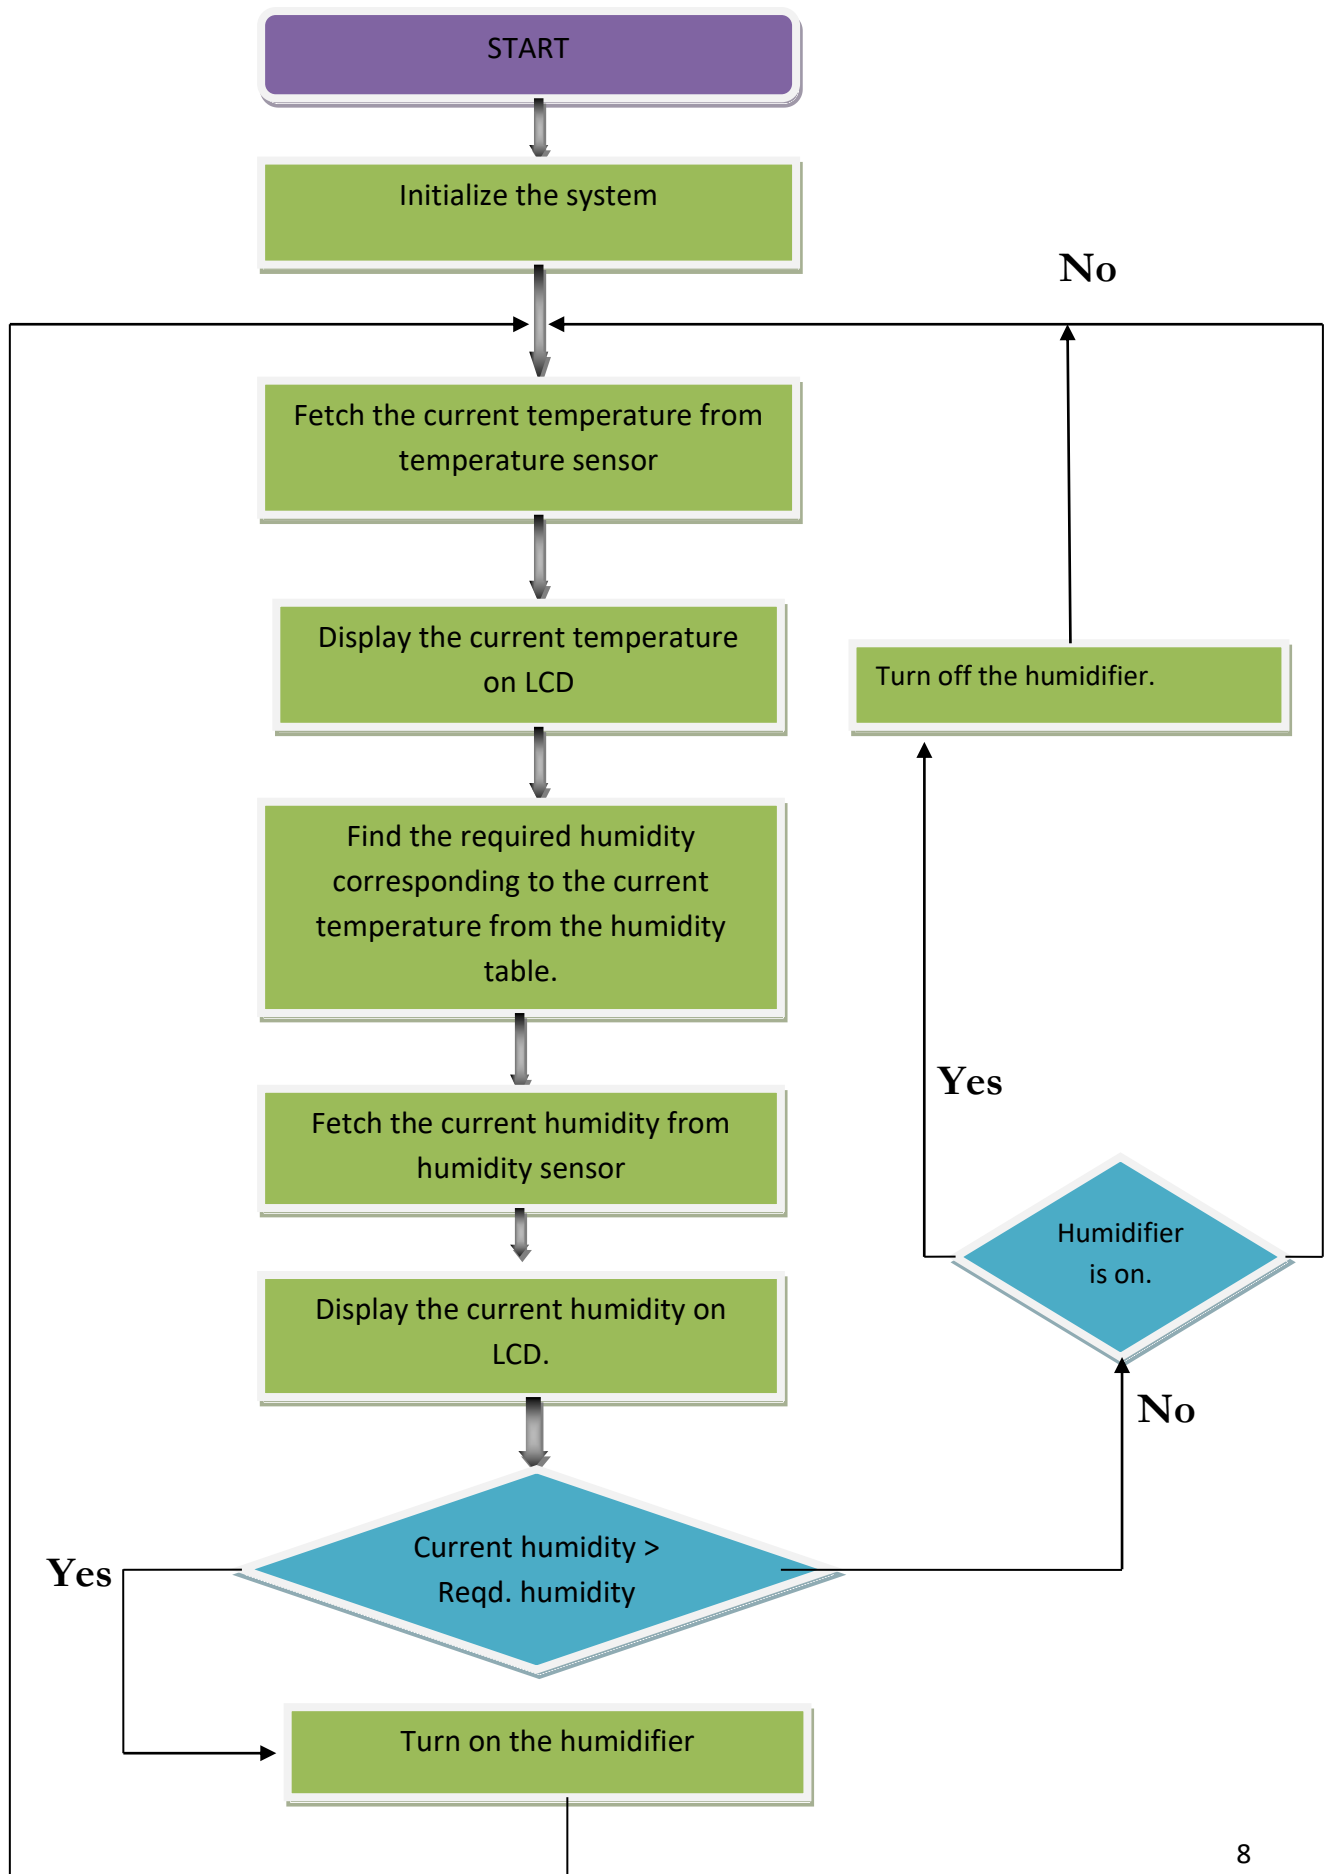 START
Initialize the system
No
Fetch the current temperature from
temperature sensor
Display the current temperature
on LCD
Turn off the humidifier.
Find the required humidity
corresponding to the current
temperature from the humidity
table.
Yes
Fetch the current humidity from
humidity sensor
Humidifier
is on.
Display the current humidity on
LCD.
No
Current humidity >
Reqd. humidity
Yes
Turn on the humidifier
8